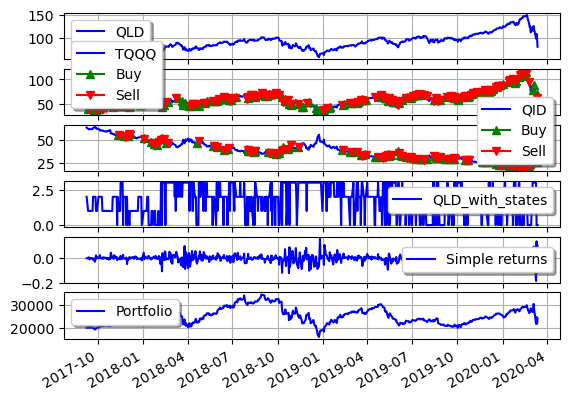 150
100
QLD
TQQQ
Buy
Sell
100
50
QID
Buy
Sell
50
25
2.5
0.0
QLD_with_states
0.0
−0.2
Simple returns
30000
20000
Portfolio
2017-10
2018-01
2018-04
2018-07
2018-10
2019-01
2019-04
2019-07
2019-10
2020-01
2020-04